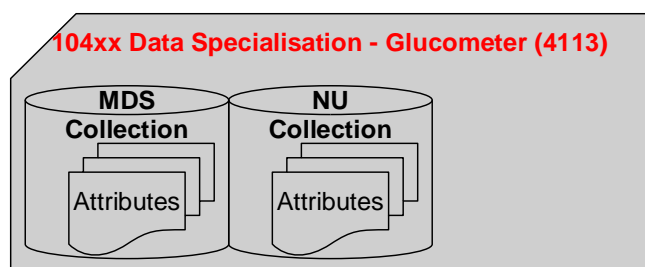 104xx Data Specialisation - Glucometer (4113)
MDS
Collection
Attributes
NU
Collection
Attributes